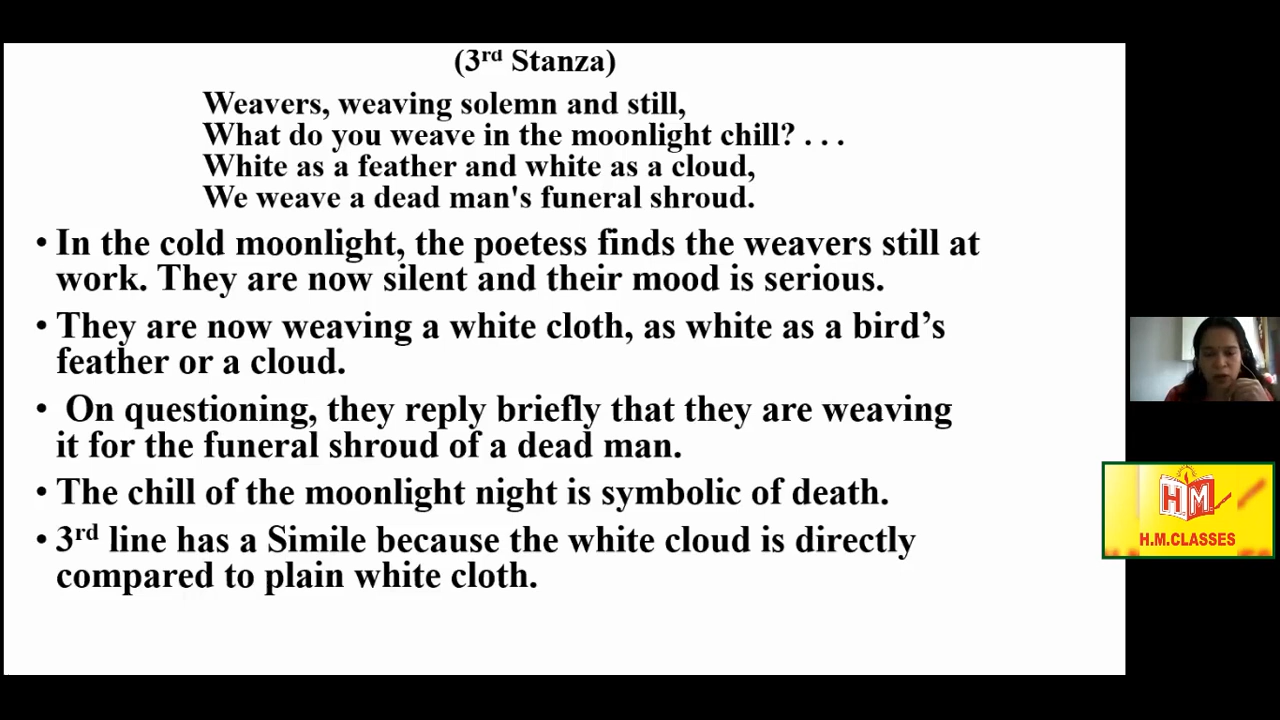 (3rd Stanza)
Weavers, weaving solemn and still,
What do you weave in the moonlight chill? . . .
White as a feather and white as a cloud,
We weave a dead man's funeral shroud.
• In the cold moonlight, the poetess finds the weavers still at
work. They are now silent and their mood is serious.
• They are now weaving a white cloth, as white as a bird’s
feather or a cloud.
• On questioning, they reply briefly that they are weaving
it for the funeral shroud of a dead man.
• The chill of the moonlight night is symbolic of death.
• 3rd line has a Simile because the white cloud is directly
compared to plain white cloth.
HM
H.M.CLASSES